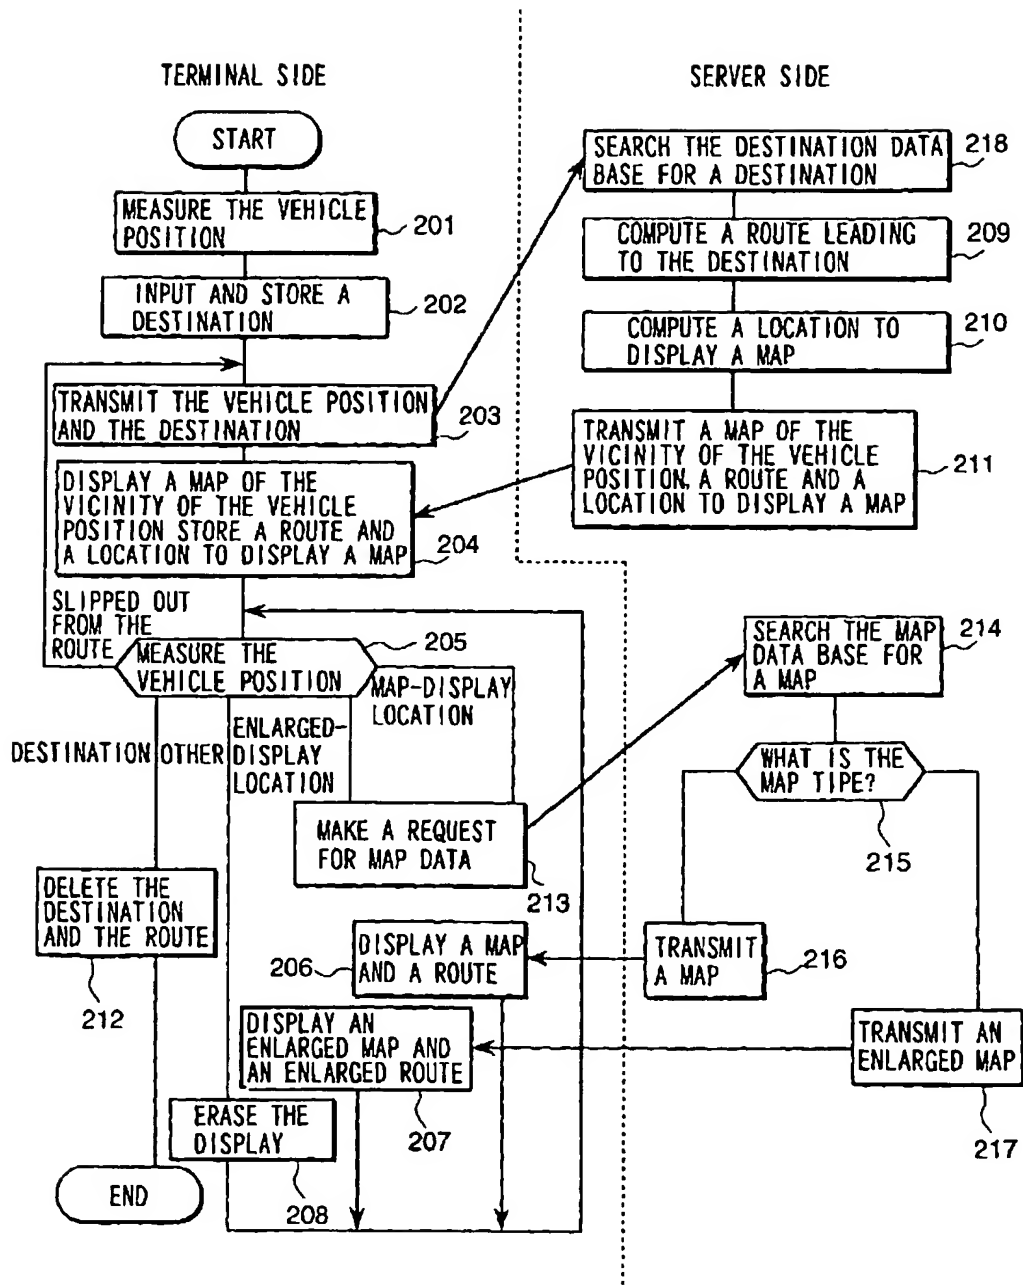 TERMINAL SIDE
START
MEASURE THE VEHICLE
POSITION
201
INPUT AND STORE A
DESTINATION
202
TRANSMIT THE VEHICLE POSITION
AND THE DESTINATION
203
DISPLAY A MAP OF THE
VICINITY OF THE VEHICLE
POSITION STORE A ROUTE AND
A LOCATION TO DISPLAY A MAP
204
SLIPPED OUT
FROM THE
ROUTE
MEASURE THE
VEHICLE POSITION
205
MAP-DISPLAY
LOCATION
ENLARGED-
DISPLAY
LOCATION
DESTINATION
OTHER
MAKE A REQUEST
FOR MAP DATA
213
DELETE THE
DESTINATION
AND THE ROUTE
212
DISPLAY A MAP
AND A ROUTE
206
DISPLAY AN
ENLARGED MAP AND
AN ENLARGED ROUTE
207
ERASE THE
DISPLAY
208
END
SERVER SIDE
SEARCH THE DESTINATION DATA
BASE FOR A DESTINATION
218
COMPUTE A ROUTE LEADING
TO THE DESTINATION
209
COMPUTE A LOCATION TO
DISPLAY A MAP
210
TRANSMIT A MAP OF THE
VICINITY OF THE VEHICLE
POSITION, A ROUTE AND A
LOCATION TO DISPLAY A MAP
211
SEARCH THE MAP
DATA BASE FOR
A MAP
214
WHAT IS THE
MAP TIPE?
215
TRANSMIT
A MAP
216
TRANSMIT AN
ENLARGED MAP
217